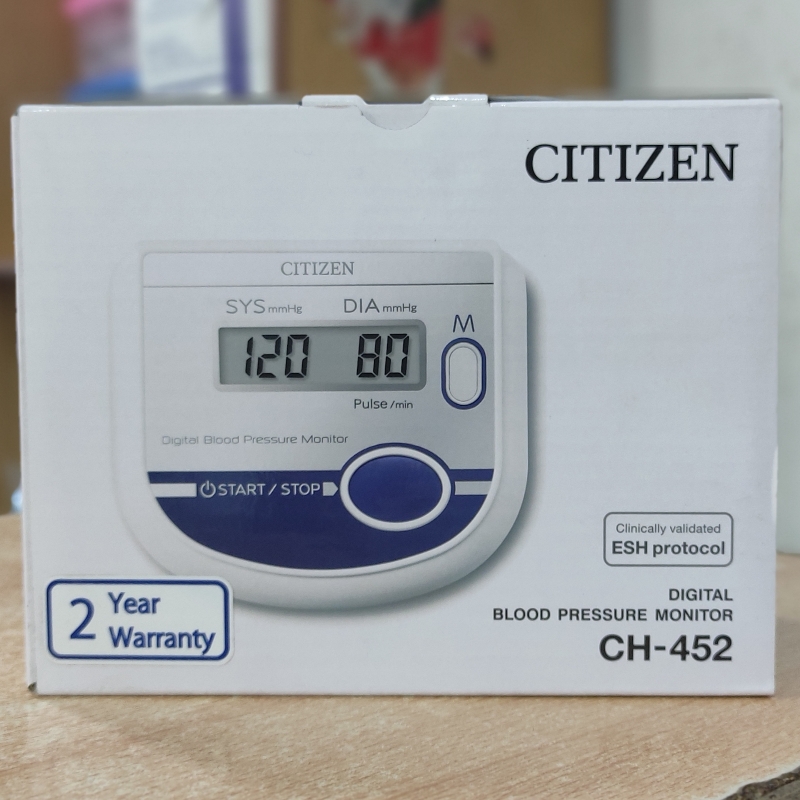 CITIZEN
CITIZEN
SYS mmHg DIA mmHg
M
120 80
Pulse/min
Digital Blood Pressure Monitor
START / STOP
Clinically validated
ESH protocol
DIGITAL
BLOOD PRESSURE MONITOR
CH-452
2 Year
Warranty